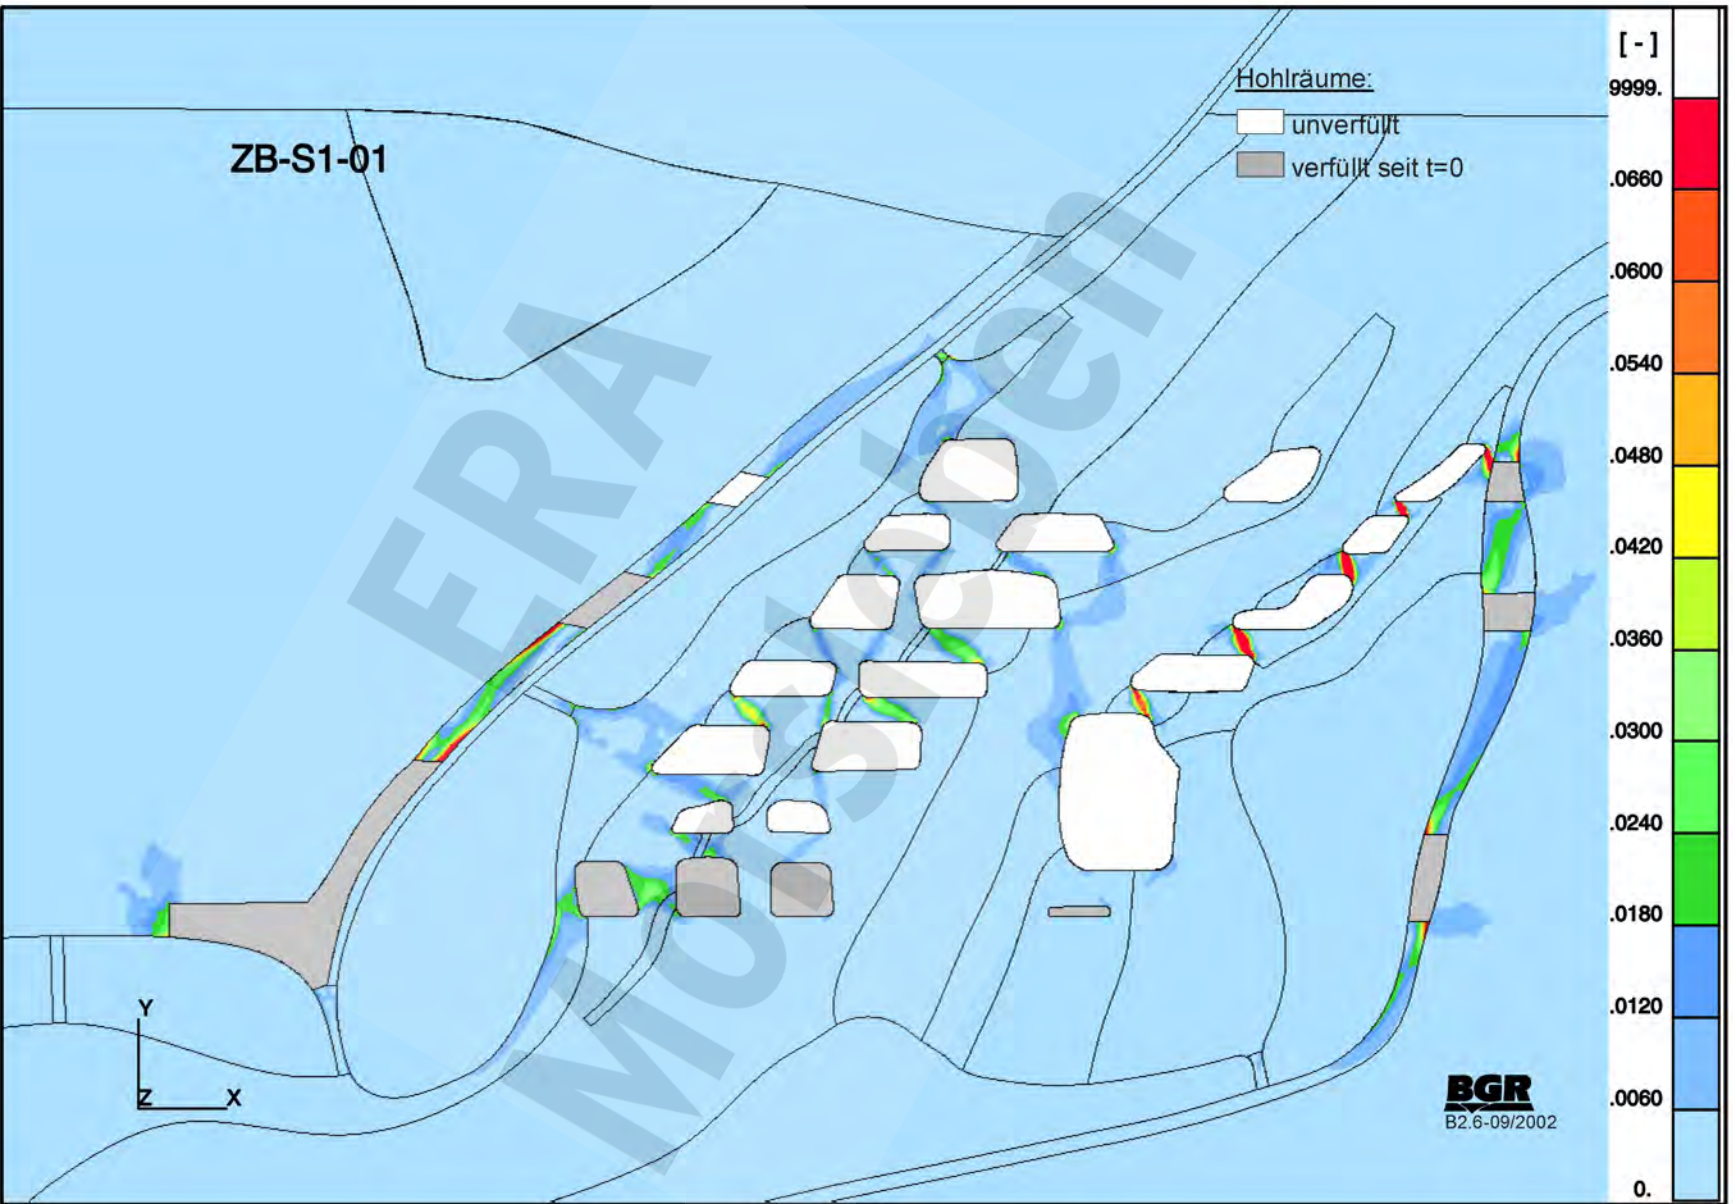 [ - ]
Hohlräume:
9999.
unverfüllt
ZB-S1-01
verfüllt seit t=0
.0660
.0600
.0540
.0480
.0420
.0360
.0300
.0240
.0180
.0120
.0060
0.
ERA
Morsleben
Y
Z
X
BGR
B2.6-09/2002